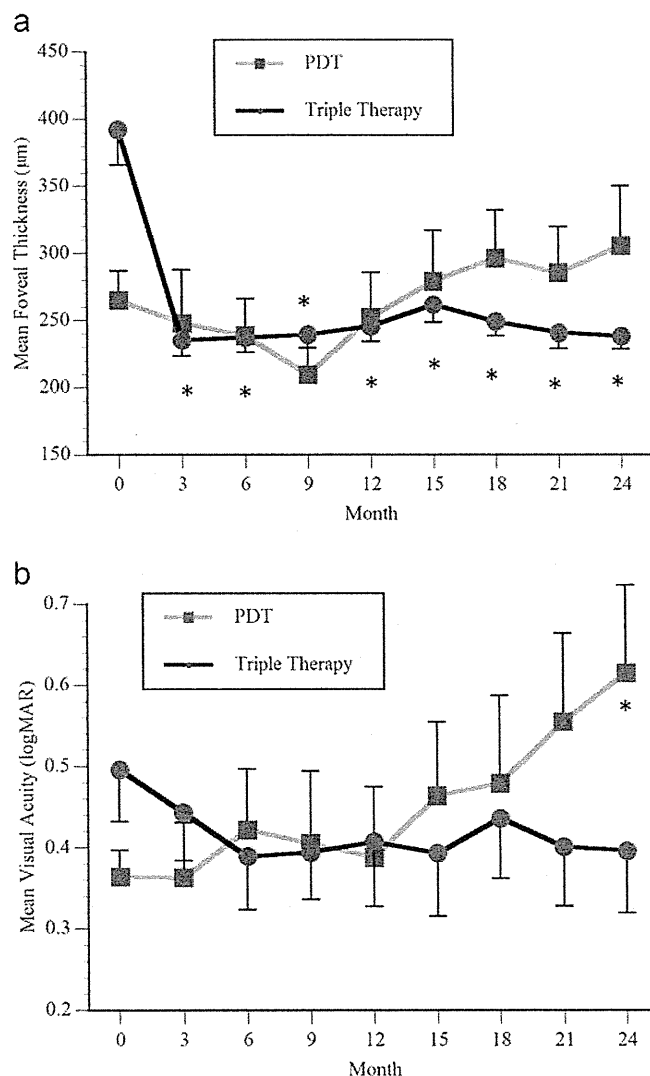 a
450
PDT
Triple Therapy
400
350
300
250
200
150
Mean Foveal Thickness (µm)
*
* * * * * * *
0 3 6 9 12 15 18 21 24
Month
b
0.7
PDT
Triple Therapy
0.6
0.5
0.4
0.3
0.2
Mean Visual Acuity (logMAR)
*
0 3 6 9 12 15 18 21 24
Month